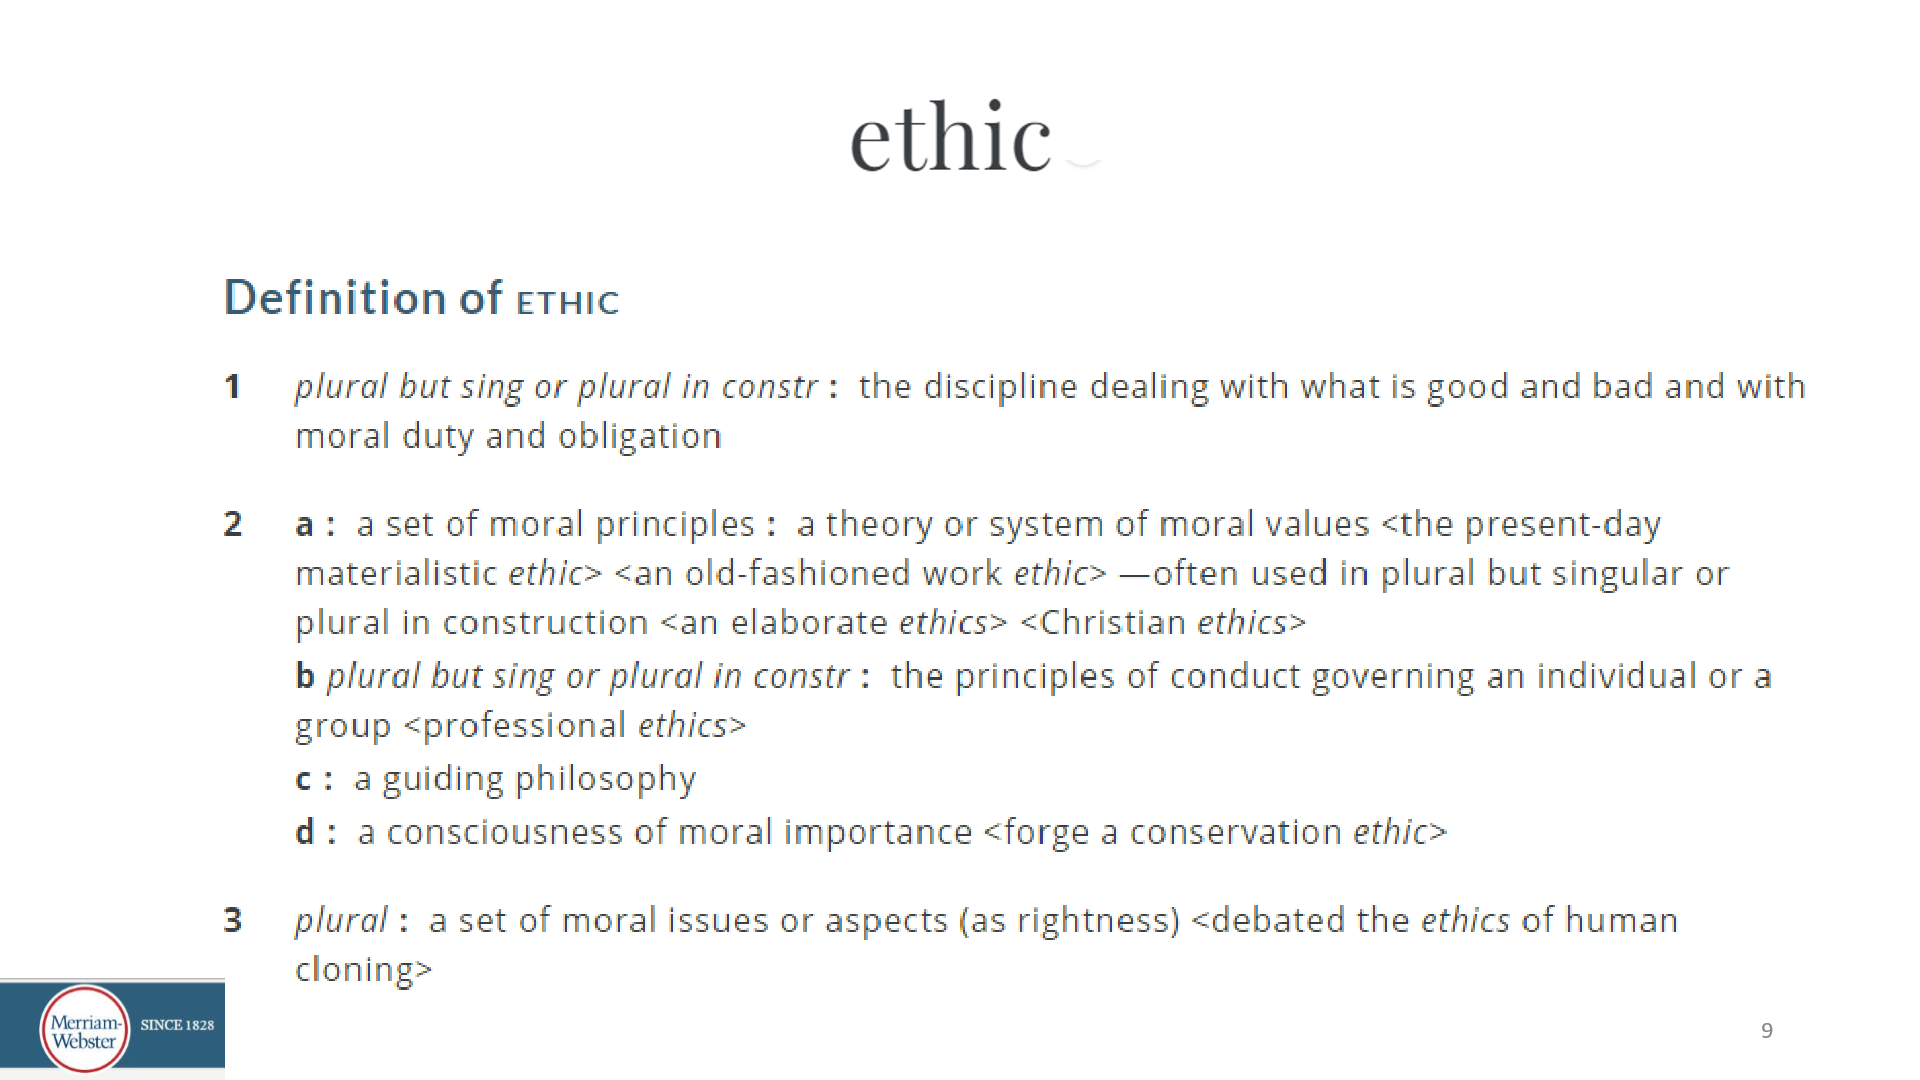 ethic
Definition of ETHIC
1 plural but sing or plural in constr : the discipline dealing with what is good and bad and with
moral duty and obligation
2 a : a set of moral principles : a theory or system of moral values <the present-day
materialistic ethic> <an old-fashioned work ethic> —often used in plural but singular or
plural in construction <an elaborate ethics> <Christian ethics>
b plural but sing or plural in constr : the principles of conduct governing an individual or a
group <professional ethics>
c : a guiding philosophy
d : a consciousness of moral importance <forge a conservation ethic>
3 plural : a set of moral issues or aspects (as rightness) <debated the ethics of human
cloning>
Merriam-
Webster
SINCE 1828
9